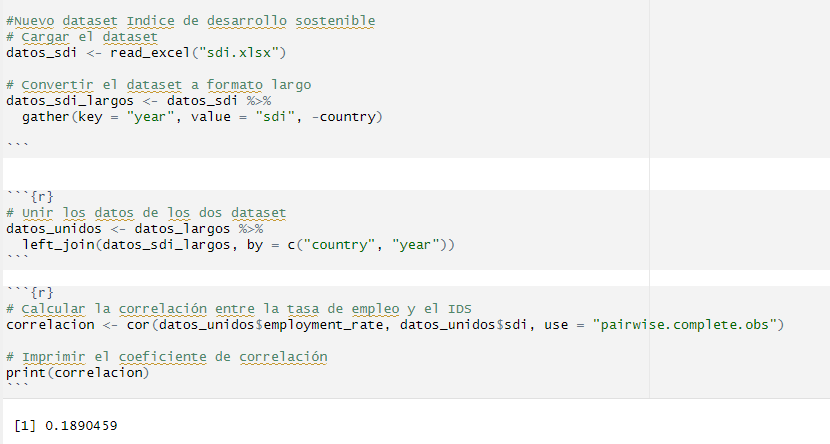 #Nuevo dataset Indice de desarrollo sostenible
# Cargar el dataset
datos_sdi <- read_excel("sdi.xlsx")
# Convertir el dataset a formato largo
datos_sdi_largos <- datos_sdi %>%
  gather(key = "year", value = "sdi", -country)
```
```{r}
# Unir los datos de los dos dataset
datos_unidos <- datos_largos %>%
  left_join(datos_sdi_largos, by = c("country", "year"))
```
```{r}
# Calcular la correlación entre la tasa de empleo y el IDS
correlacion <- cor(datos_unidos$employment_rate, datos_unidos$sdi, use = "pairwise.complete.obs")
# Imprimir el coeficiente de correlación
print(correlacion)
```
[1] 0.1890459